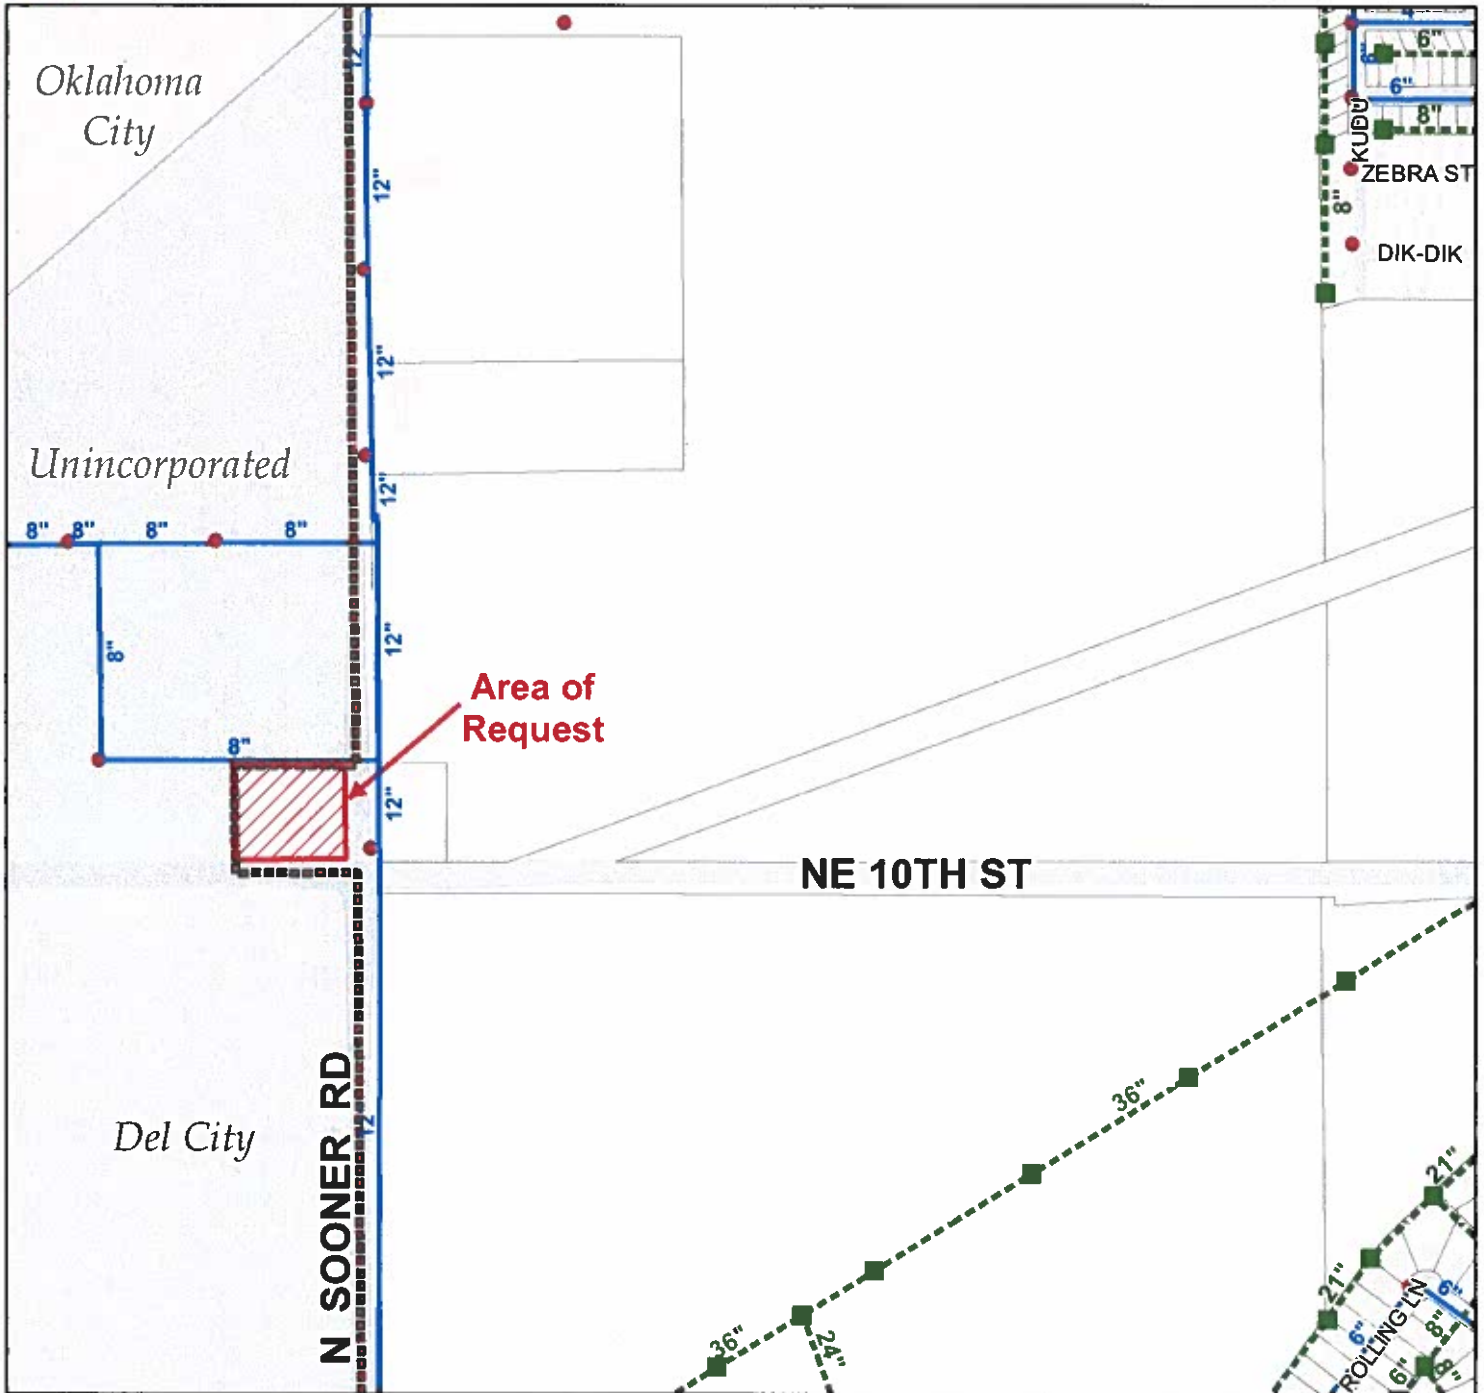 12"
4"
6"
6"
Oklahoma
City
6"
8"
KUDU
ZEBRA ST
12"
8"
DIK-DIK
12"
Unincorporated
12"
8"
8"
8"
8"
12"
8"
Area of
Request
8"
12"
NE 10TH ST
N SOONER RD
36"
12
Del City
21"
21"
6"
ROLLING LN
6"
8"
36"
24"
6"
8"